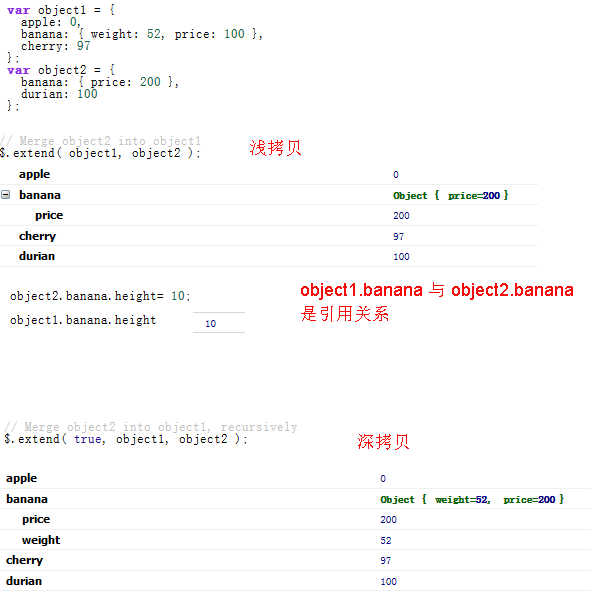 var object1 = {
apple: 0,
banana: { weight: 52, price: 100 },
cherry: 97
};
var object2 = {
banana: { price: 200 },
durian: 100
};
// Merge object2 into object1
$.extend( object1, object2 );
浅拷贝
apple 0
banana Object { price=200 }
price 200
cherry 97
durian 100
object2.banana.height= 10;
object1.banana.height 10
object1.banana 与 object2.banana
是引用关系
// Merge object2 into object1, recursively
$.extend( true, object1, object2 );
深拷贝
apple 0
banana Object { weight=52, price=200 }
price 200
weight 52
cherry 97
durian 100